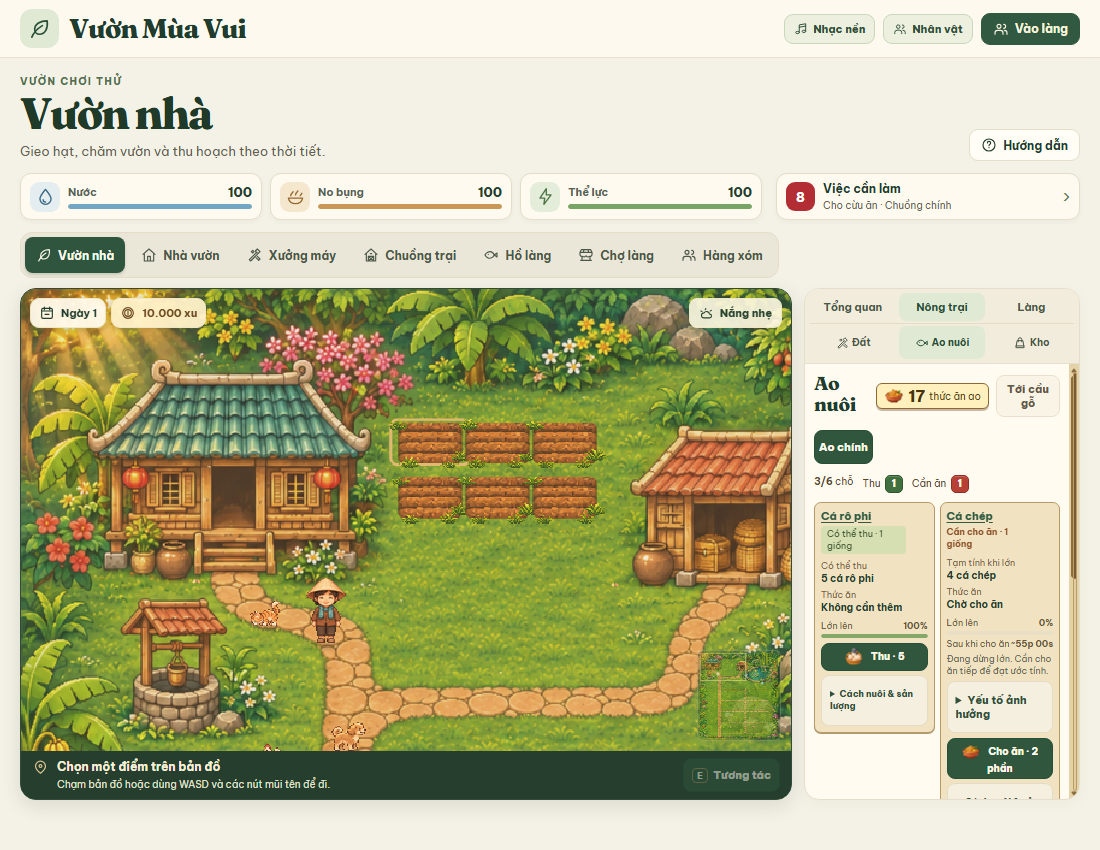 Vườn Mùa Vui
Nhạc nền
Nhân vật
Vào làng
VƯỜN CHƠI THỬ
Vườn nhà
Gieo hạt, chăm vườn và thu hoạch theo thời tiết.
Hướng dẫn
Nước 100
No bụng 100
Thể lực 100
8
Việc cần làm
Cho cừu ăn · Chuồng chính
Vườn nhà
Nhà vườn
Xưởng máy
Chuồng trại
Hồ làng
Chợ làng
Hàng xóm
Ngày 1
10.000 xu
Nắng nhẹ
Chọn một điểm trên bản đồ
Chạm bản đồ hoặc dùng WASD và các nút mũi tên để đi.
E Tương tác
Tổng quan
Nông trại
Làng
Đất
Ao nuôi
Kho
Ao nuôi
17 thức ăn ao
Tới cầu gỗ
Ao chính
3/6 chỗ Thu 1 Cần ăn 1
Cá rô phi
Có thể thu · 1
giống
Có thể thu
5 cá rô phi
Thức ăn
Không cần thêm
Lớn lên 100%
Thu · 5
Cách nuôi & sản
lượng
Cá chép
Cần cho ăn · 1
giống
Tạm tính khi lớn
4 cá chép
Thức ăn
Chờ cho ăn
Lớn lên 0%
Sau khi cho ăn ~55p 00s
Đang dừng lớn. Cần cho
ăn tiếp để đạt ước tính.
Yếu tố ảnh
hưởng
Cho ăn · 2
phần